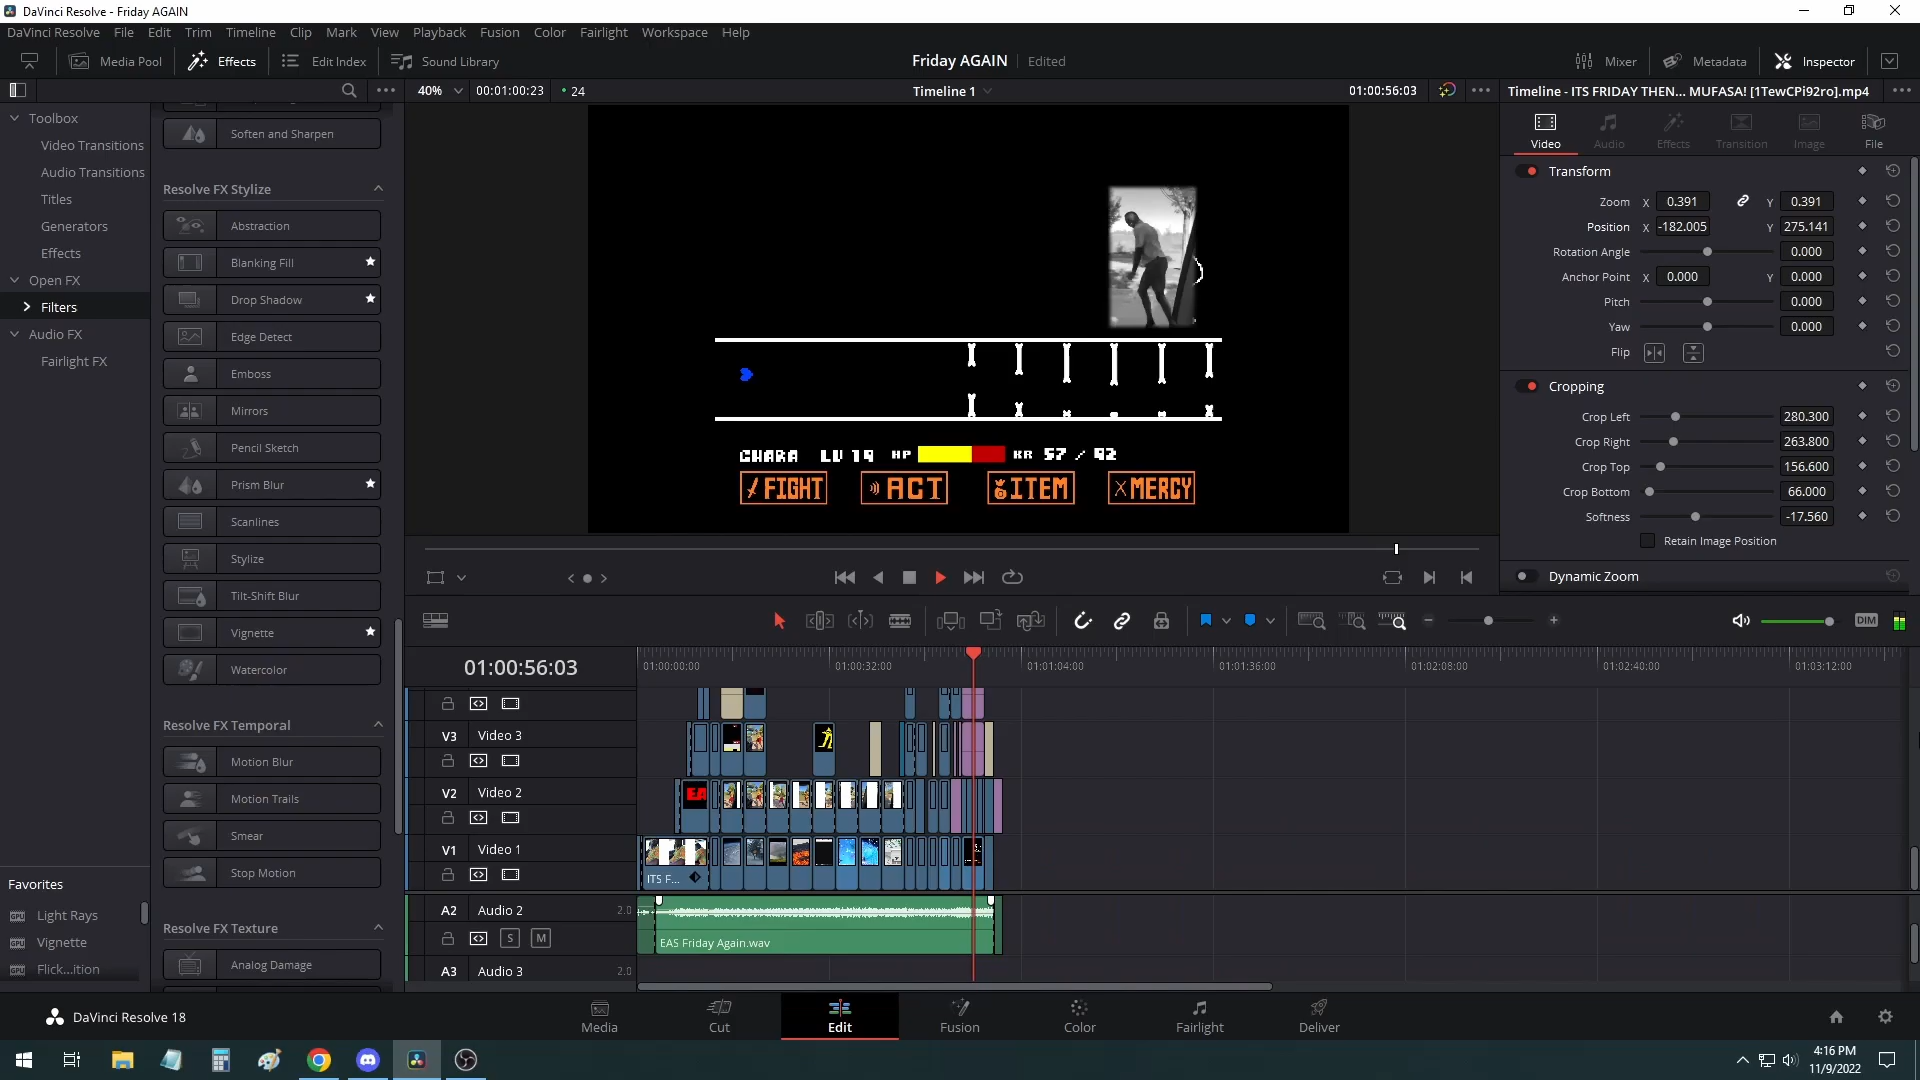 DaVinci Resolve - Friday AGAIN
DaVinci Resolve File Edit Trim Timeline Clip Mark View Playback Fusion Color Fairlight Workspace Help
Media Pool Effects Edit Index Sound Library Friday AGAIN Edited Mixer Metadata Inspector
40% 00:01:00:23 24 Timeline 1 01:00:56:03 Timeline - ITS FRIDAY THEN... MUFASA! [1TewCPi92ro].mp4
Toolbox
Video Transitions
Audio Transitions
Titles
Generators
Effects
Open FX
Filters
Audio FX
Fairlight FX
Favorites
Light Rays
Vignette
Flick...ition
Soften and Sharpen
Resolve FX Stylize
Abstraction
Blanking Fill
Drop Shadow
Edge Detect
Emboss
Mirrors
Pencil Sketch
Prism Blur
Scanlines
Stylize
Tilt-Shift Blur
Vignette
Watercolor
Resolve FX Temporal
Motion Blur
Motion Trails
Smear
Stop Motion
Resolve FX Texture
Analog Damage
CHARA LV 19 HP KR 57 / 92
FIGHT ACT ITEM MERCY
Video Audio Effects Transition Image File
Transform
Zoom X 0.391 Y 0.391
Position X -182.005 Y 275.141
Rotation Angle 0.000
Anchor Point X 0.000 Y 0.000
Pitch 0.000
Yaw 0.000
Flip
Cropping
Crop Left 280.300
Crop Right 263.800
Crop Top 156.600
Crop Bottom 66.000
Softness -17.560
Retain Image Position
Dynamic Zoom
DIM
01:00:56:03 01:00:00:00 01:00:32:00 01:01:04:00 01:01:36:00 01:02:08:00 01:02:40:00 01:03:12:00
V3 Video 3
V2 Video 2
EA
V1 Video 1
ITS F...
A2 Audio 2 2.0
S M
EAS Friday Again.wav
A3 Audio 3 2.0
DaVinci Resolve 18
Media Cut Edit Fusion Color Fairlight Deliver
4:16 PM
11/9/2022